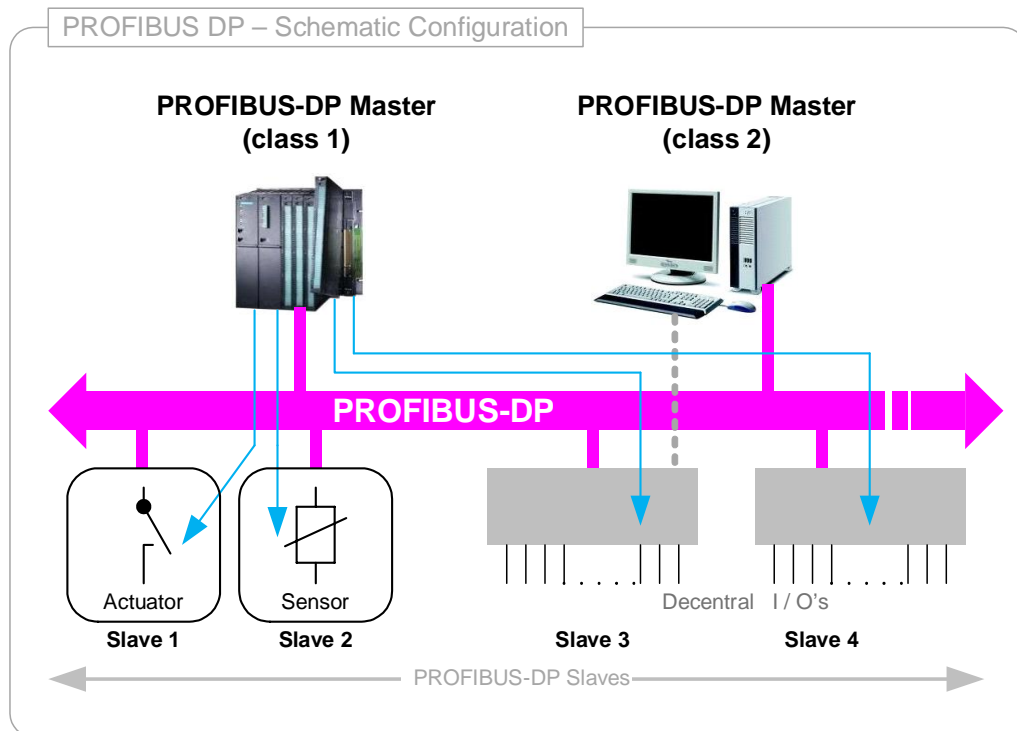 PROFIBUS DP – Schematic Configuration
PROFIBUS-DP Master
(class 1)
PROFIBUS-DP Master
(class 2)
PROFIBUS-DP
Actuator
Sensor
Decentral I / O's
Slave 1
Slave 2
Slave 3
Slave 4
PROFIBUS-DP Slaves